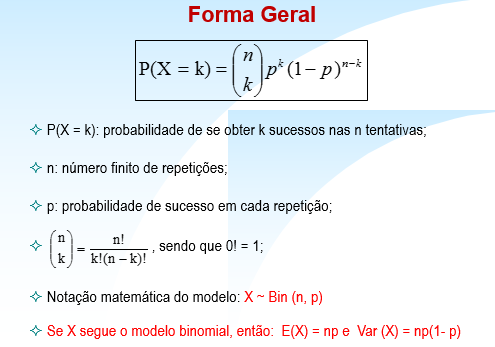 Forma Geral
P(X = k) = (n k) p^k (1 − p)^{n−k}
P(X = k): probabilidade de se obter k sucessos nas n tentativas;
n: número finito de repetições;
p: probabilidade de sucesso em cada repetição;
(n k) = n! / k!(n − k)! , sendo que 0! = 1;
Notação matemática do modelo: X ~ Bin (n, p)
Se X segue o modelo binomial, então: E(X) = np e Var (X) = np(1- p)